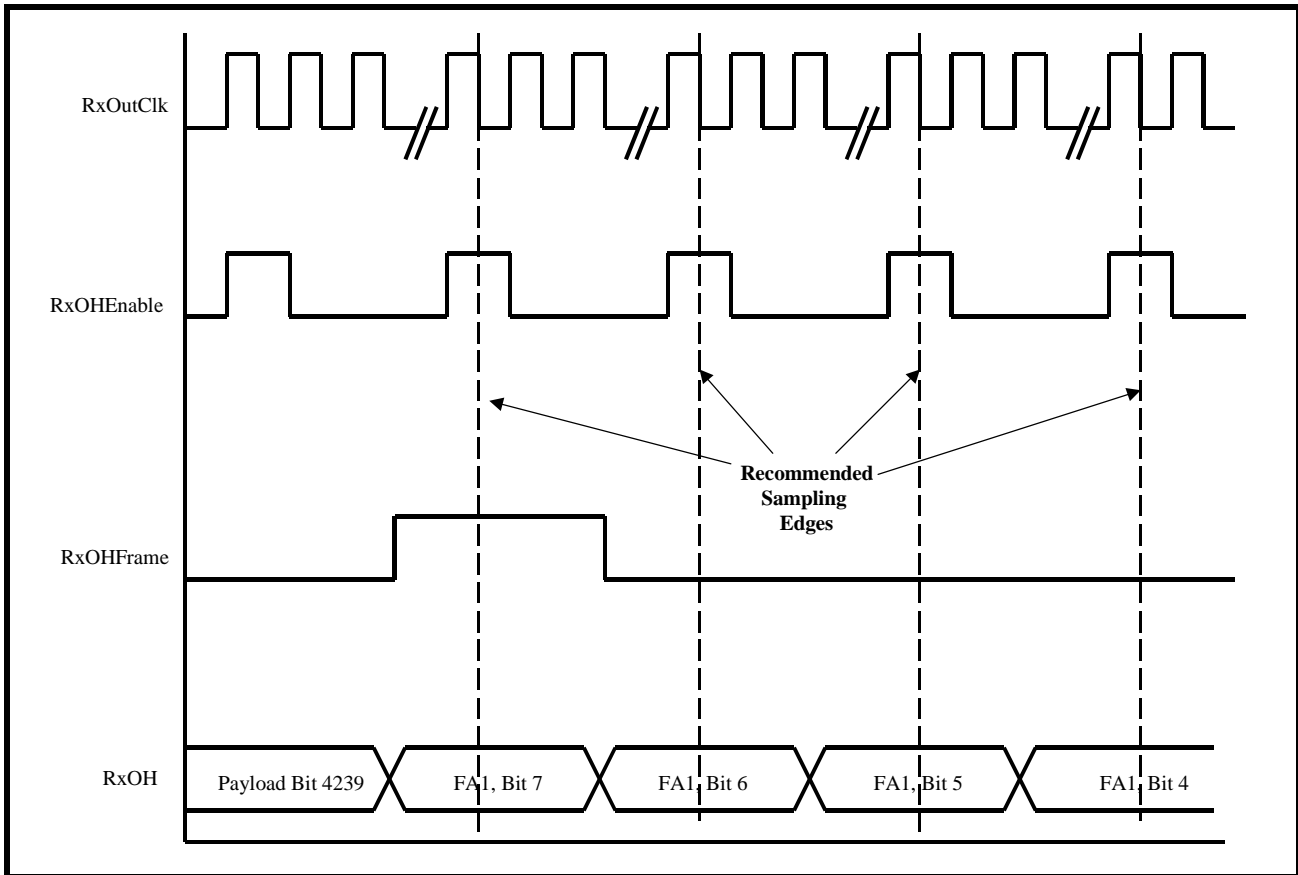 RxOutClk
RxOHEnable
Recommended
Sampling
Edges
RxOHFrame
RxOH
Payload Bit 4239
FA1, Bit 7
FA1, Bit 6
FA1, Bit 5
FA1, Bit 4